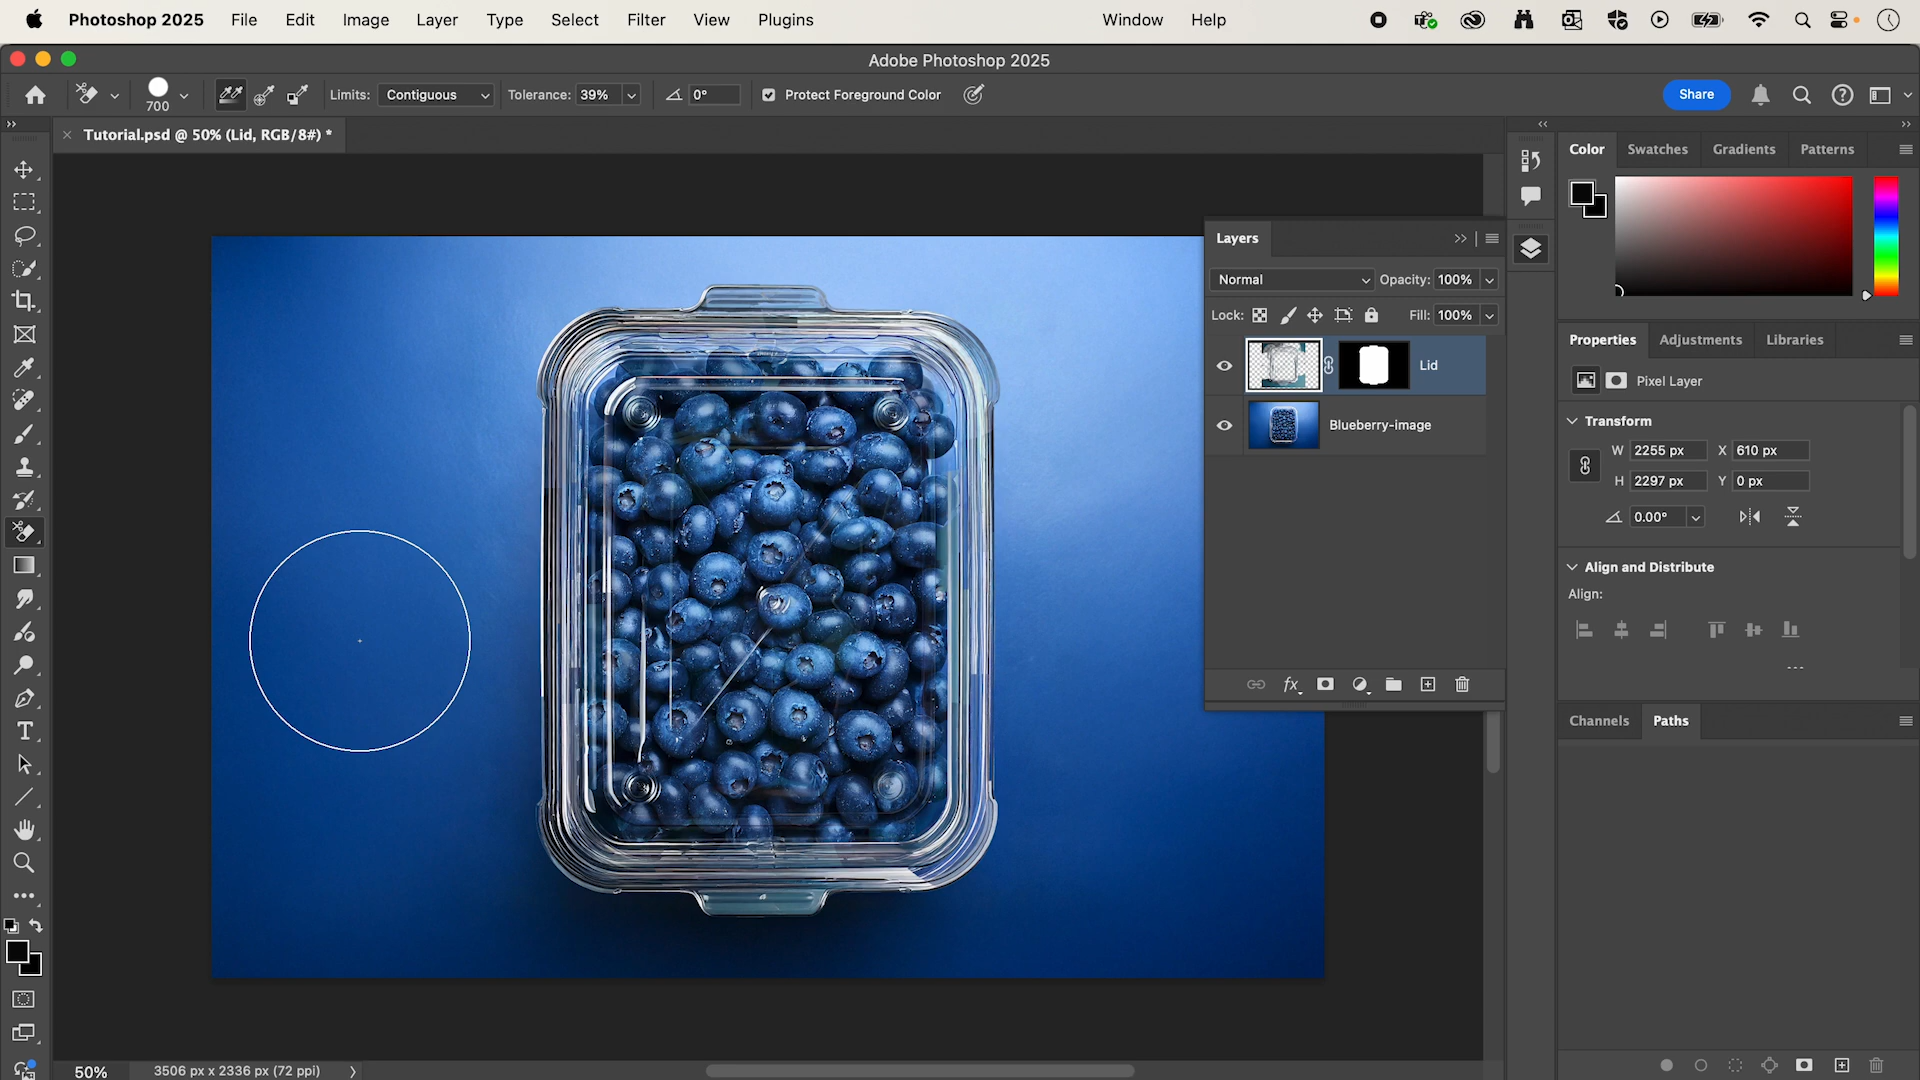 Photoshop 2025 File Edit Image Layer Type Select Filter View Plugins Window Help
Adobe Photoshop 2025
700 Limits: Contiguous Tolerance: 39% 0° Protect Foreground Color Share
Tutorial.psd @ 50% (Lid, RGB/8#) *
Color Swatches Gradients Patterns
Layers
Normal Opacity: 100%
Lock: Fill: 100%
Lid
Blueberry-image
fx
Properties Adjustments Libraries
Pixel Layer
Transform
W 2255 px X 610 px
H 2297 px Y 0 px
0.00°
Align and Distribute
Align:
Channels Paths
50% 3506 px x 2336 px (72 ppi)